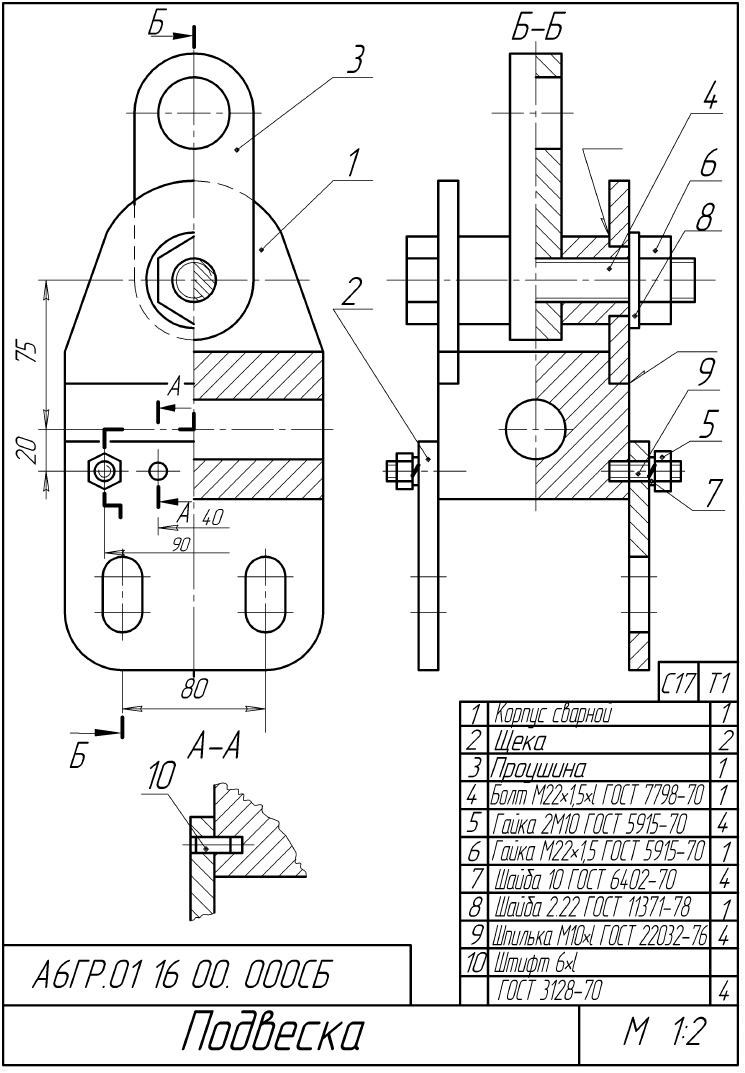 Б
Б-Б
3
1
4
6
8
2
9
5
7
75
20
А
А
40
90
80
Б
А-А
10
С17 Т1
1 Корпус сварной 1
2 Щека 2
3 Проушина 1
4 Болт М22×1,5×l ГОСТ 7798-70 1
5 Гайка 2М10 ГОСТ 5915-70 4
6 Гайка М22×1,5 ГОСТ 5915-70 1
7 Шайба 10 ГОСТ 6402-70 4
8 Шайба 2.22 ГОСТ 11371-78 1
9 Шпилька М10×l ГОСТ 22032-76 4
10 Штифт 6×l
ГОСТ 3128-70 4
А6ГР.01 16 00. 000СБ
Подвеска М 1:2